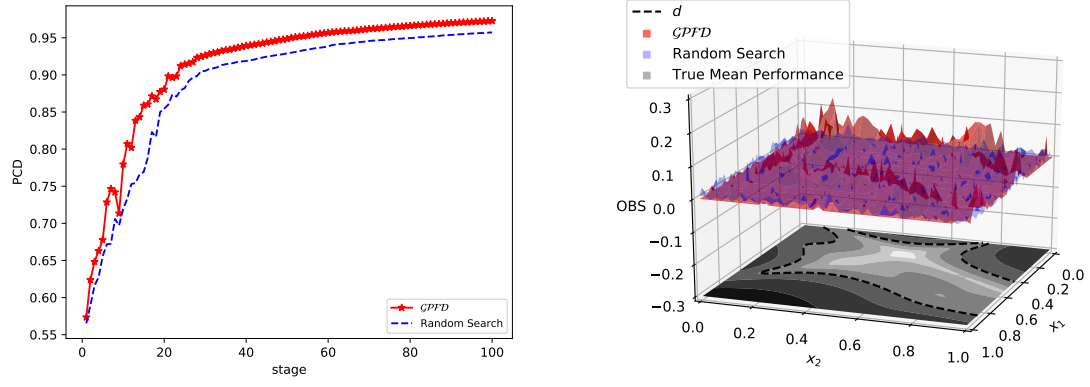 0.95
0.90
0.85
0.80
0.75
0.70
0.65
0.60
0.55
PCD
0 20 40 60 80 100
stage
GPFD
Random Search
d
GPFD
Random Search
True Mean Performance
0.3
0.2
0.1
0.0
−0.1
−0.2
−0.3
OBS
0.0 0.2 0.4 0.6 0.8 1.0
x₂
0.0
0.2
0.4
0.6
0.8
1.0
x₁